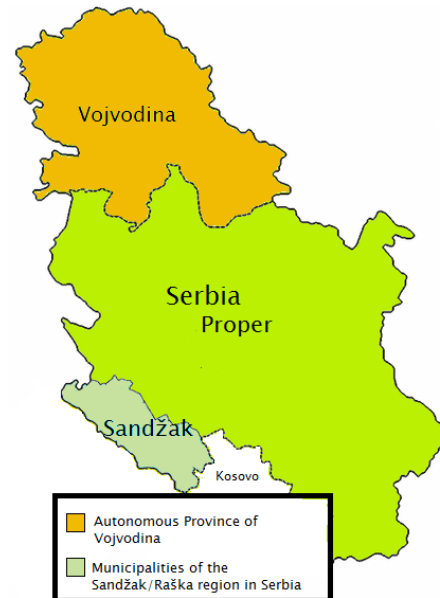 Vojvodina
Serbia
Proper
Sandžak
Kosovo
Autonomous Province of
Vojvodina
Municipalities of the
Sandžak/Raška region in Serbia